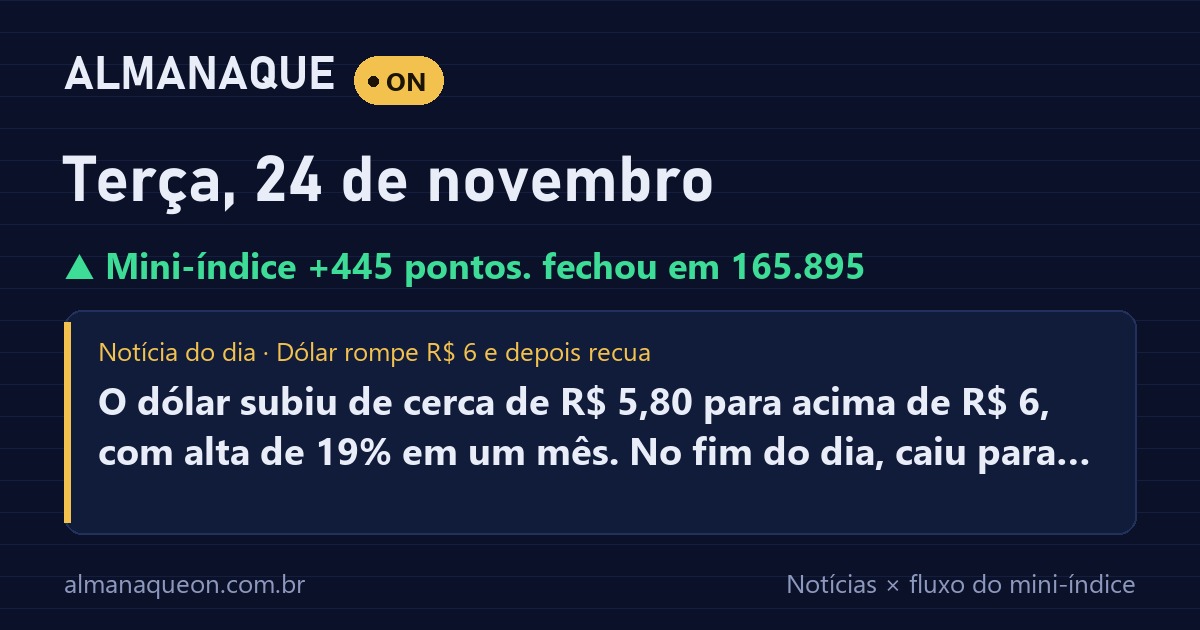 ALMANAQUE • ON
Terça, 24 de novembro
▲ Mini-índice +445 pontos. fechou em 165.895
Notícia do dia · Dólar rompe R$ 6 e depois recua
O dólar subiu de cerca de R$ 5,80 para acima de R$ 6,
com alta de 19% em um mês. No fim do dia, caiu para...
almanaqueon.com.br
Notícias × fluxo do mini-índice